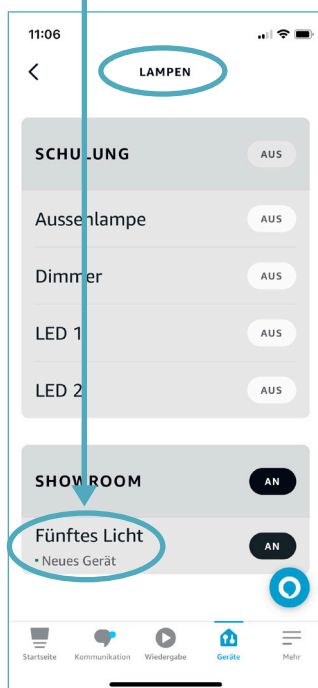 11:06
LAMPEN
SCHULUNG AUS
Aussenlampe AUS
Dimmer AUS
LED 1 AUS
LED 2 AUS
SHOWROOM AN
Fünftes Licht AN
• Neues Gerät
Startseite Kommunikation Wiedergabe Geräte Mehr